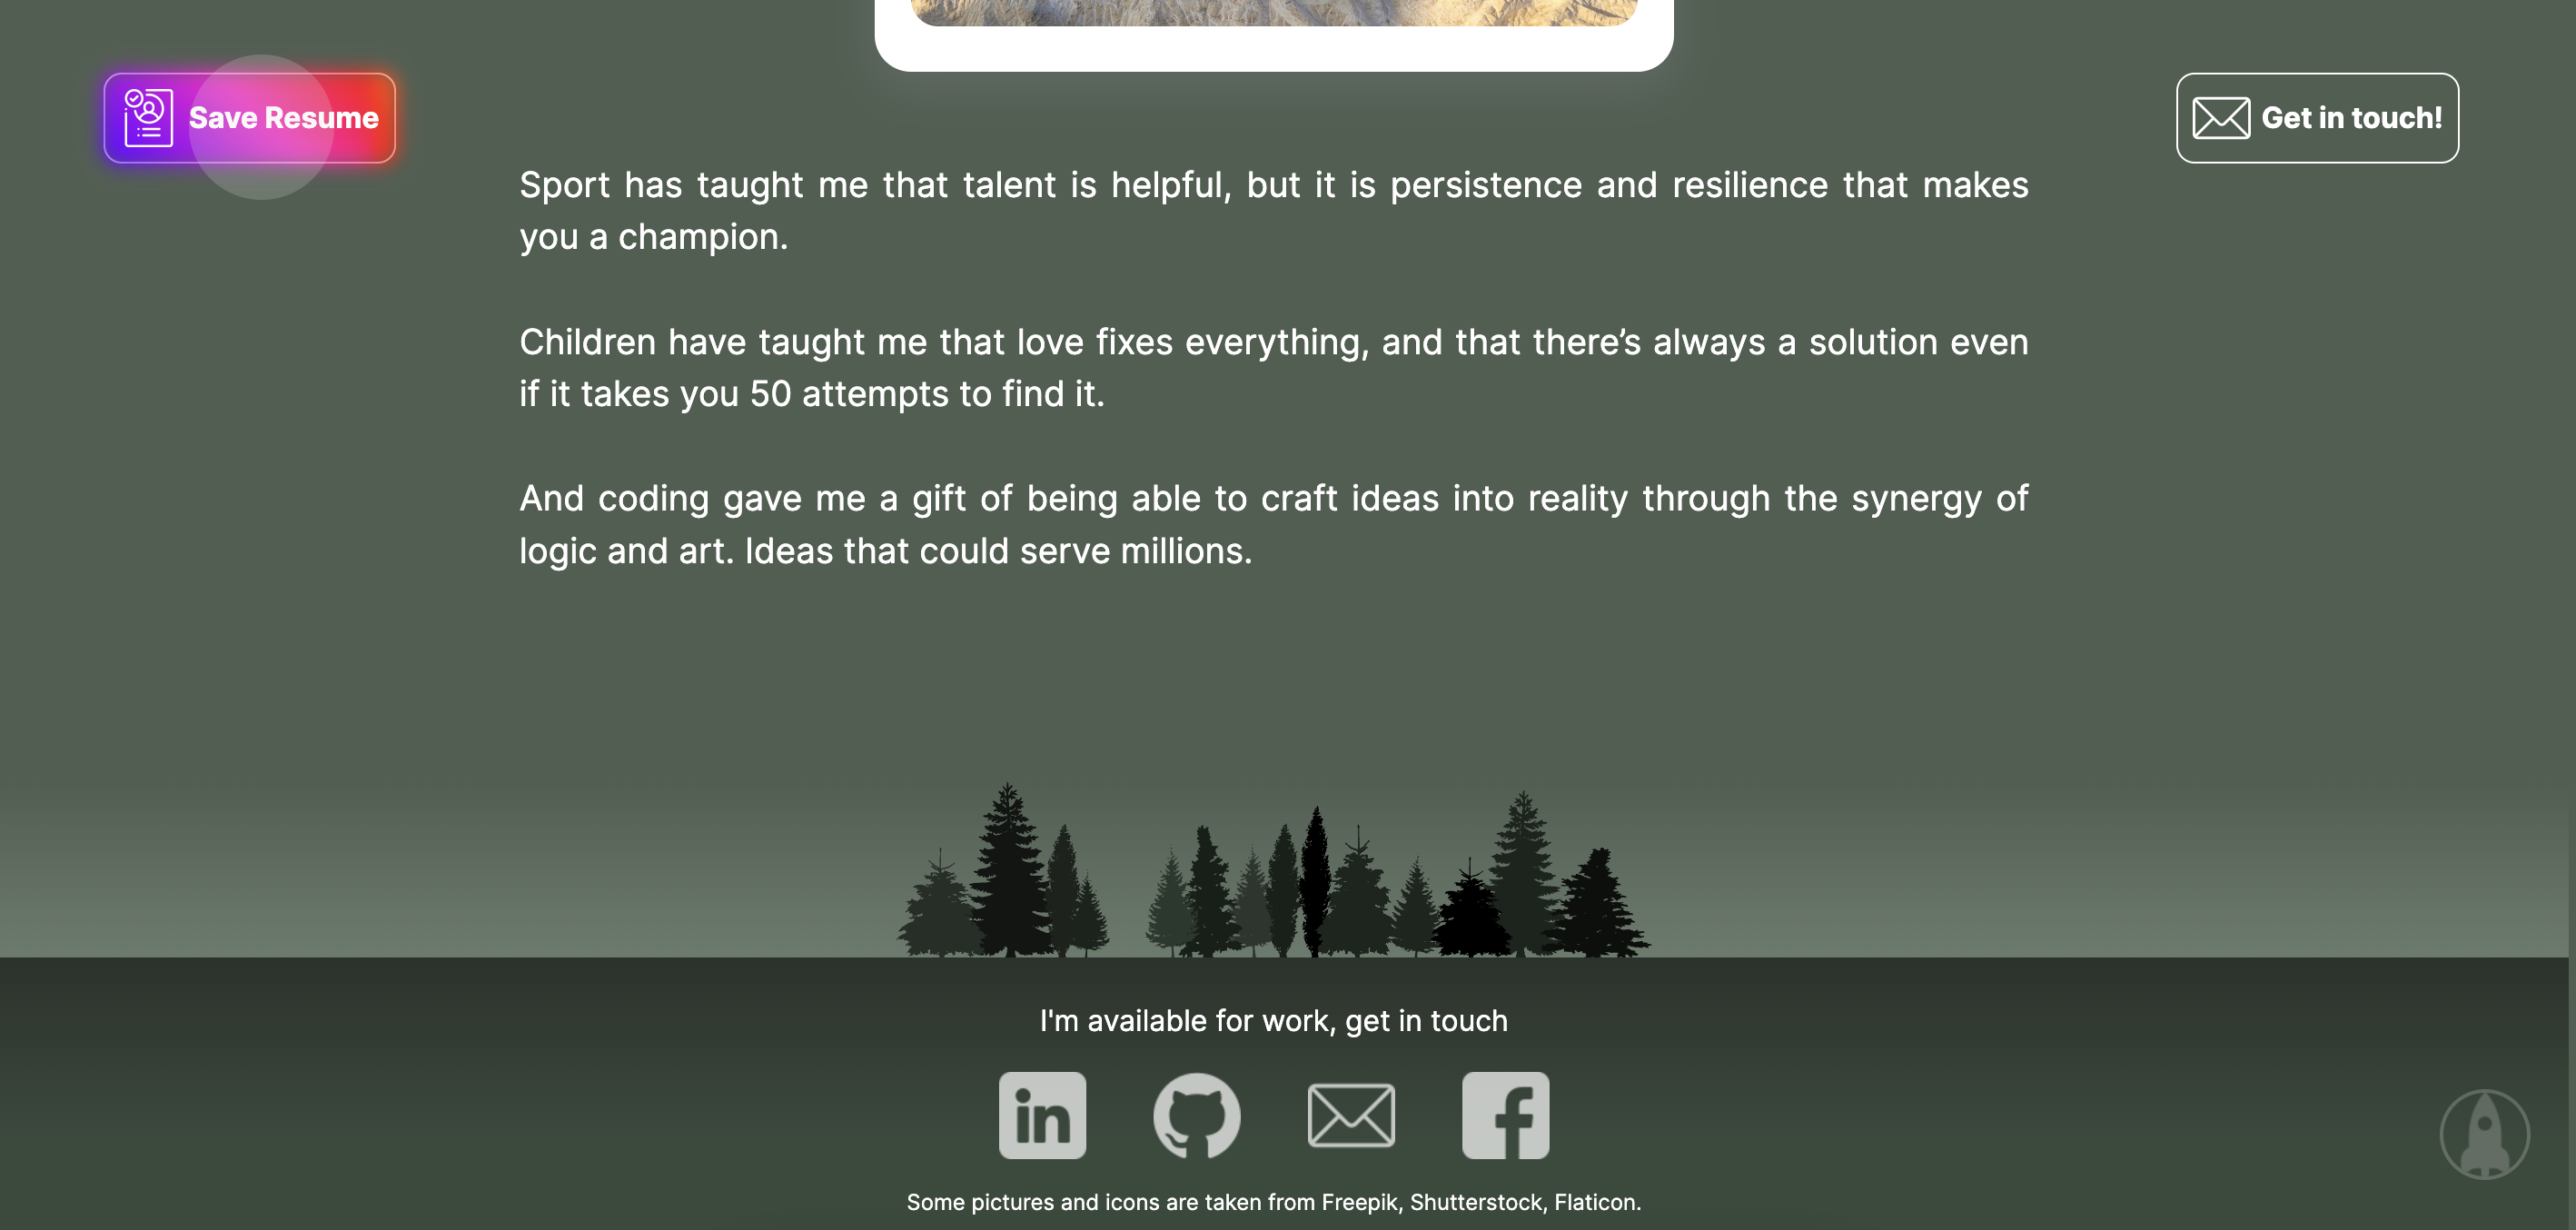 Save Resume
Get in touch!
Sport has taught me that talent is helpful, but it is persistence and resilience that makes
you a champion.
Children have taught me that love fixes everything, and that there’s always a solution even
if it takes you 50 attempts to find it.
And coding gave me a gift of being able to craft ideas into reality through the synergy of
logic and art. Ideas that could serve millions.
I'm available for work, get in touch
in
f
Some pictures and icons are taken from Freepik, Shutterstock, Flaticon.